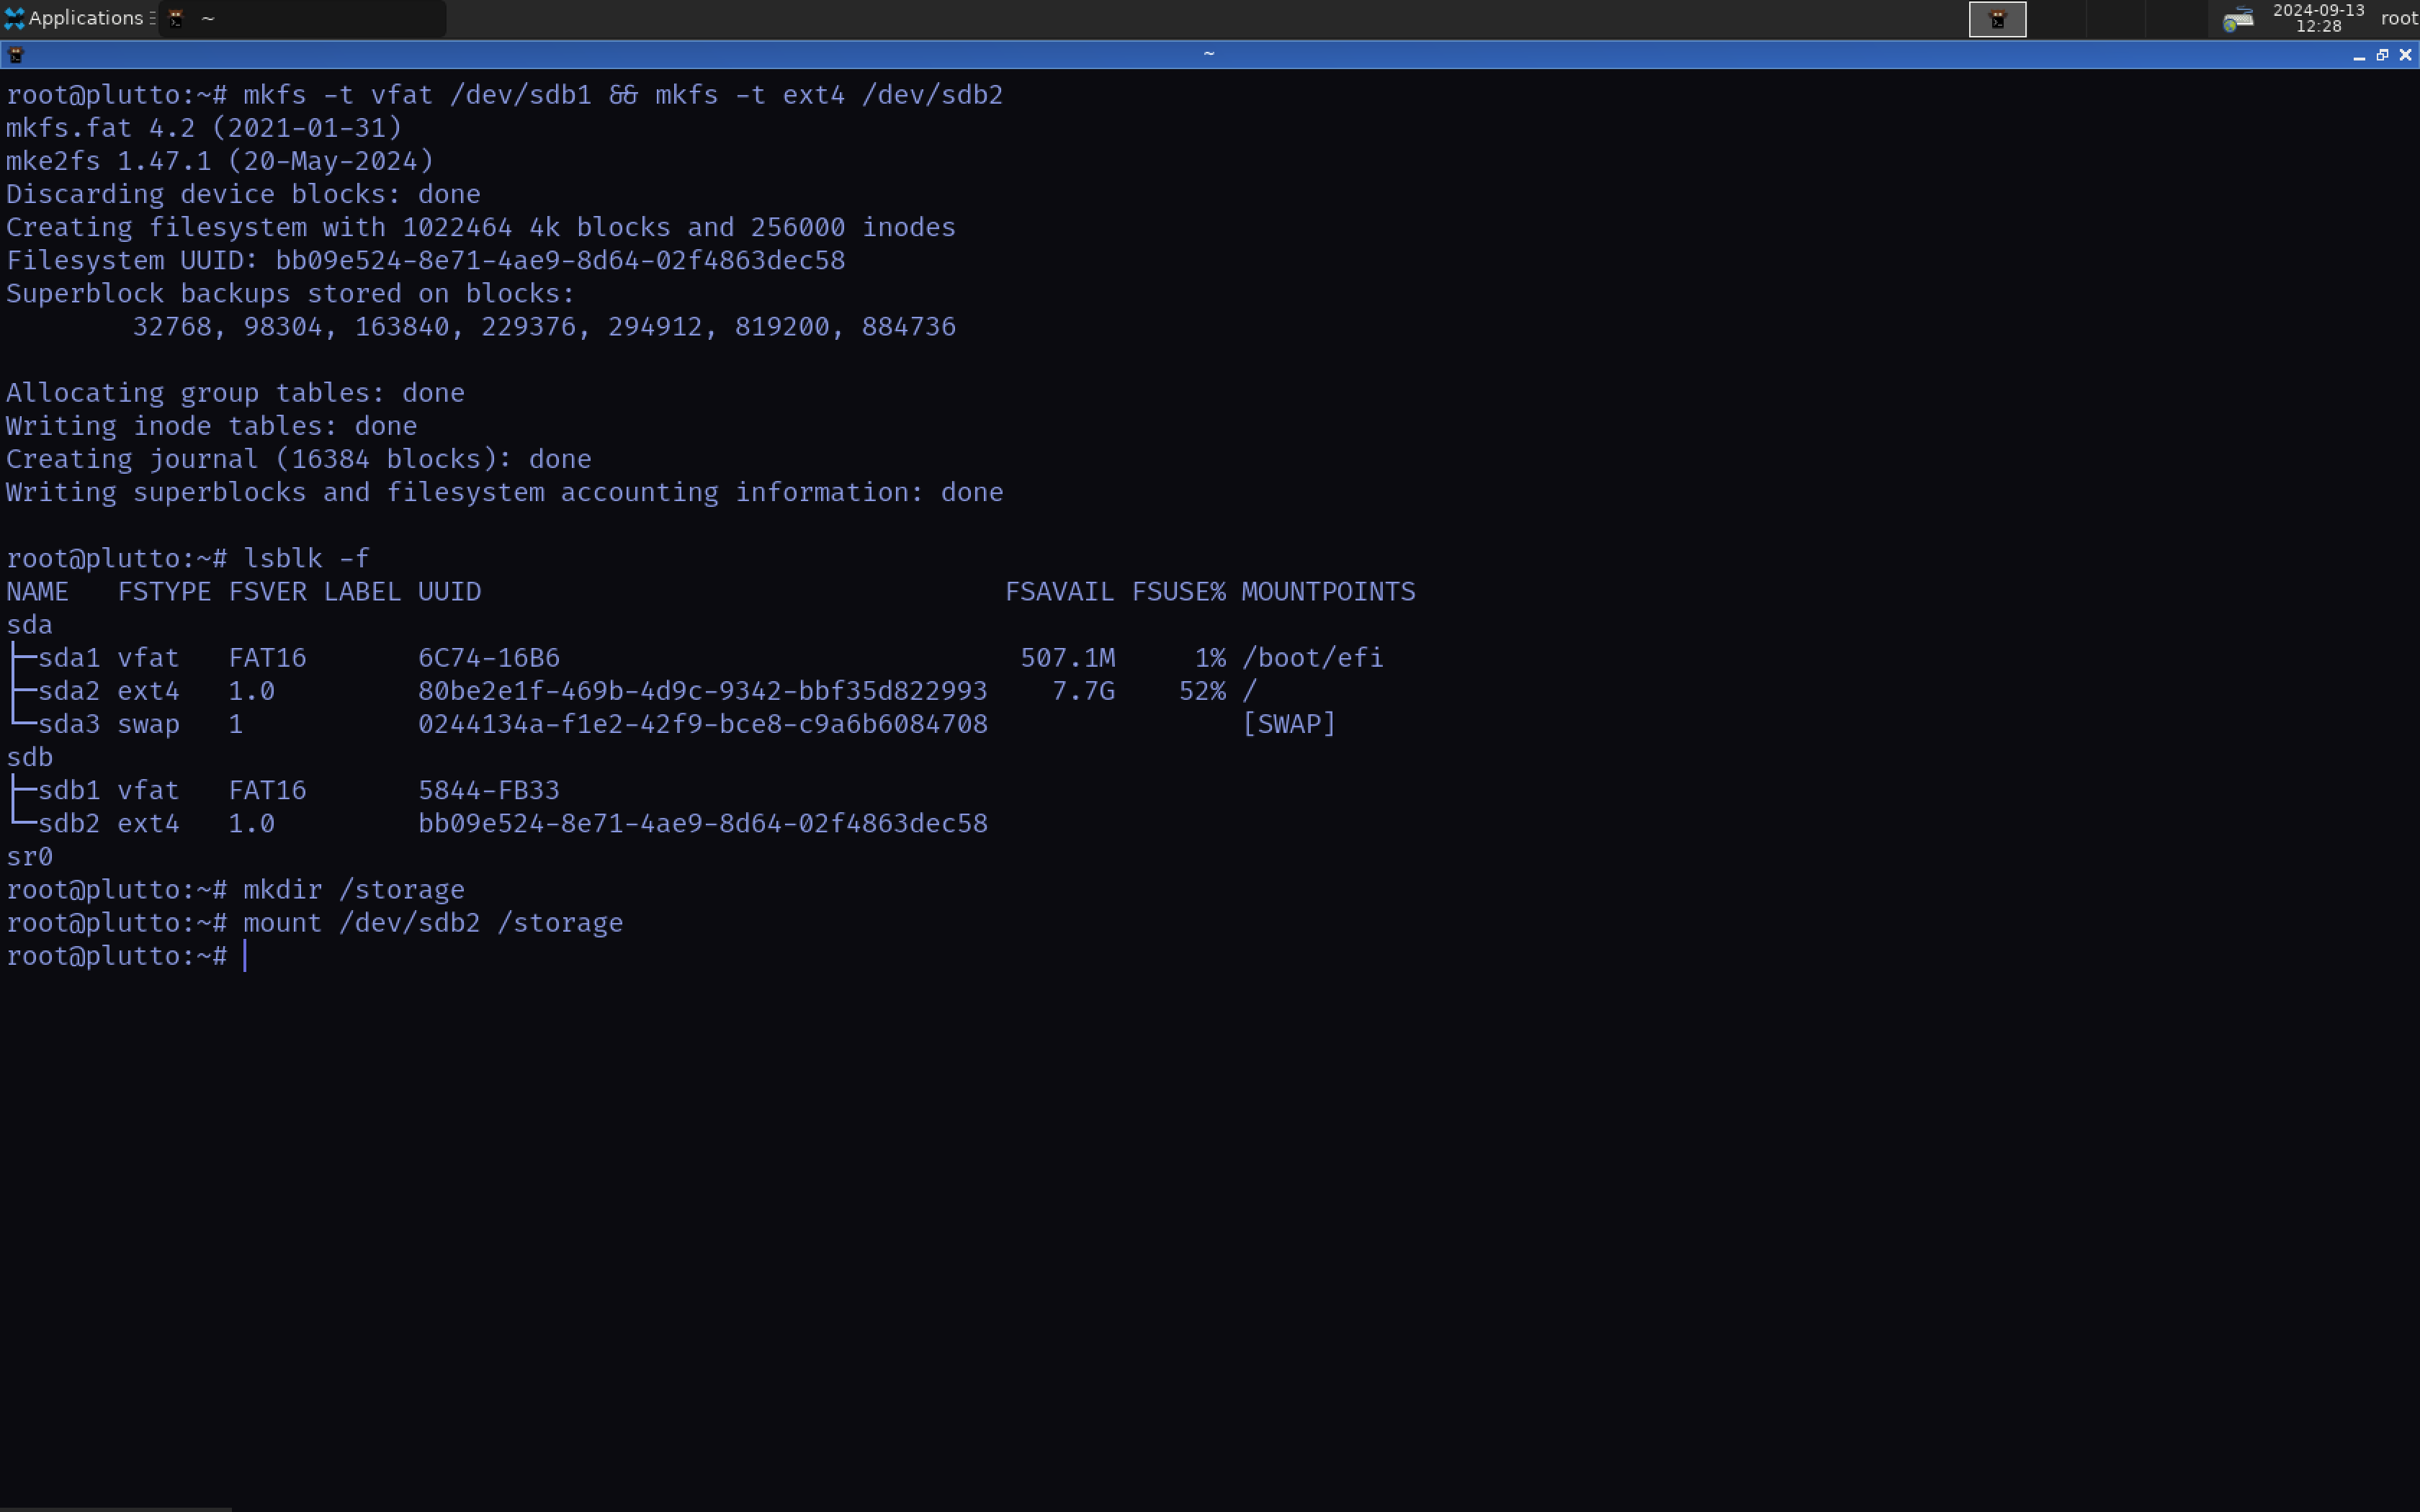 Applications
~
2024-09-13
12:28
root
~
root@plutto:~# mkfs -t vfat /dev/sdb1 && mkfs -t ext4 /dev/sdb2
mkfs.fat 4.2 (2021-01-31)
mke2fs 1.47.1 (20-May-2024)
Discarding device blocks: done
Creating filesystem with 1022464 4k blocks and 256000 inodes
Filesystem UUID: bb09e524-8e71-4ae9-8d64-02f4863dec58
Superblock backups stored on blocks:
        32768, 98304, 163840, 229376, 294912, 819200, 884736
Allocating group tables: done
Writing inode tables: done
Creating journal (16384 blocks): done
Writing superblocks and filesystem accounting information: done
root@plutto:~# lsblk -f
NAME   FSTYPE FSVER LABEL UUID                                 FSAVAIL FSUSE% MOUNTPOINTS
sda
├─sda1 vfat   FAT16       6C74-16B6                             507.1M     1% /boot/efi
├─sda2 ext4   1.0         80be2e1f-469b-4d9c-9342-bbf35d822993    7.7G    52% /
└─sda3 swap   1           0244134a-f1e2-42f9-bce8-c9a6b6084708                [SWAP]
sdb
├─sdb1 vfat   FAT16       5844-FB33
└─sdb2 ext4   1.0         bb09e524-8e71-4ae9-8d64-02f4863dec58
sr0
root@plutto:~# mkdir /storage
root@plutto:~# mount /dev/sdb2 /storage
root@plutto:~#